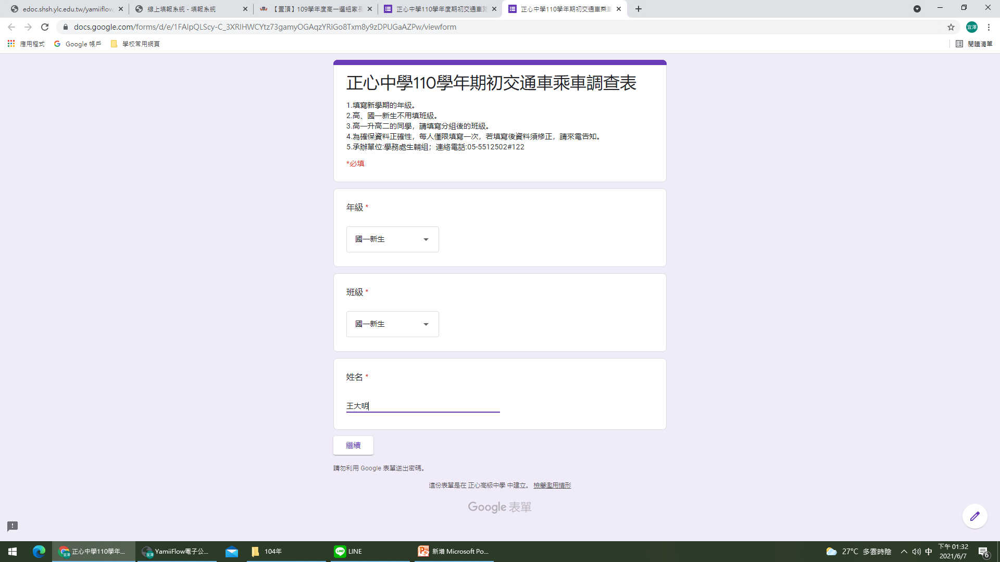 edoc.shsh.ylc.edu.tw/yamiiflow
線上填報系統 - 填報系統
【置頂】109學年度高一選組家長
正心中學110學年度期初交通車路
正心中學110學年期初交通車乘車
docs.google.com/forms/d/e/1FAIpQLScy-C_3XRlHWCYtz73gamyOGAqzYRiGo8Txm8y9zDPUGaAZPw/viewform
宜澤
應用程式
Google 帳戶
學校常用網頁
閱讀清單
正心中學110學年期初交通車乘車調查表
1.填寫新學期的年級。
2.高、國一新生不用填班級。
3.高一升高二的同學，請填寫分組後的班級。
4.為確保資料正確性，每人僅限填寫一次，若填寫後資料須修正，請來電告知。
5.承辦單位:學務處生輔組；連絡電話:05-5512502#122
*必填
年級 *
國一新生
班級 *
國一新生
姓名 *
王大明
繼續
請勿利用 Google 表單送出密碼。
這份表單是在 正心高級中學 中建立。 檢舉濫用情形
Google 表單
正心中學110學年...
YamiiFlow電子公...
104年
LINE
新增 Microsoft Po...
27°C 多雲時陰
中
下午 01:32
2021/6/7
6